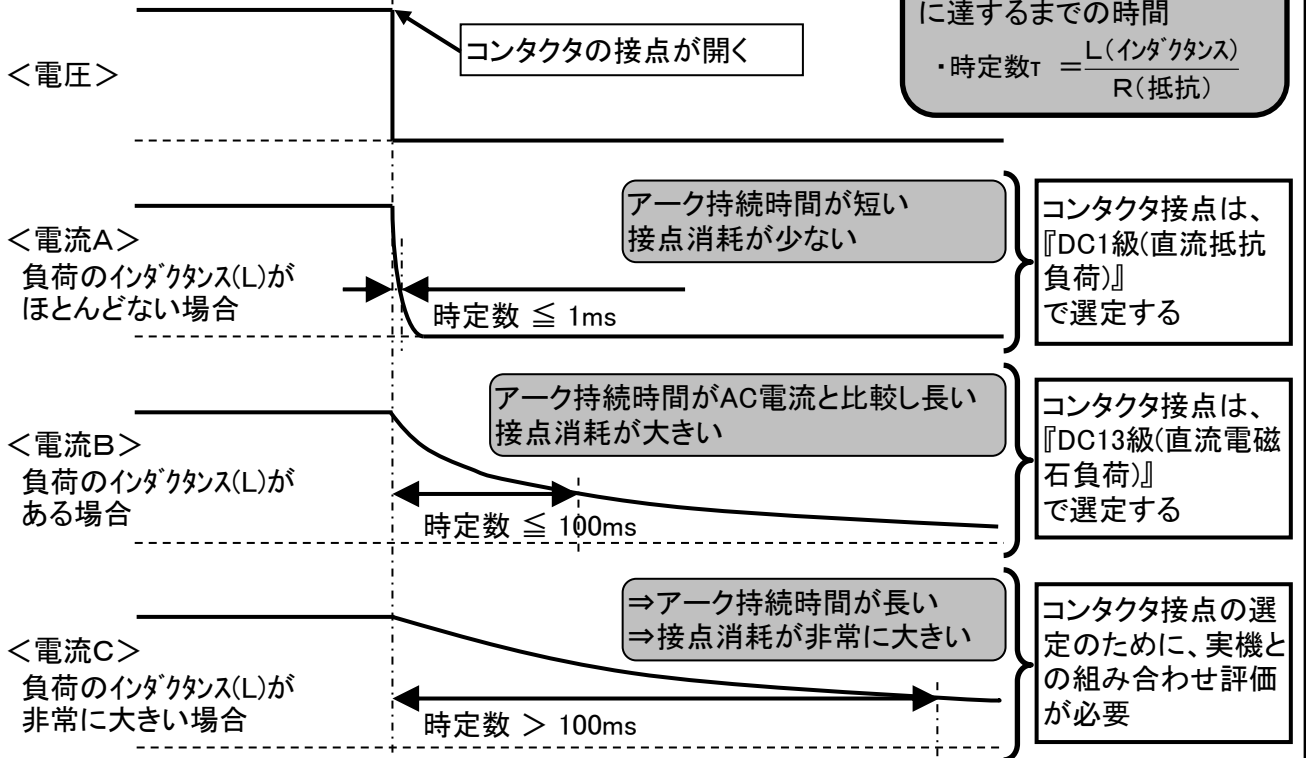 に達するまでの時間
・時定数τ ＝L(ｲﾝﾀﾞｸﾀﾝｽ)
R(抵抗)
コンタクタの接点が開く
＜電圧＞
アーク持続時間が短い
接点消耗が少ない
コンタクタ接点は、
『DC1級(直流抵抗
負荷)』
で選定する
＜電流A＞
負荷のｲﾝﾀﾞｸﾀﾝｽ(L)が
ほとんどない場合
時定数 ≦ 1ms
アーク持続時間がAC電流と比較し長い
接点消耗が大きい
コンタクタ接点は、
『DC13級(直流電磁
石負荷)』
で選定する
＜電流B＞
負荷のｲﾝﾀﾞｸﾀﾝｽ(L)が
ある場合
時定数 ≦ 100ms
⇒アーク持続時間が長い
⇒接点消耗が非常に大きい
コンタクタ接点の選
定のために、実機と
の組み合わせ評価
が必要
＜電流C＞
負荷のｲﾝﾀﾞｸﾀﾝｽ(L)が
非常に大きい場合
時定数 ＞ 100ms